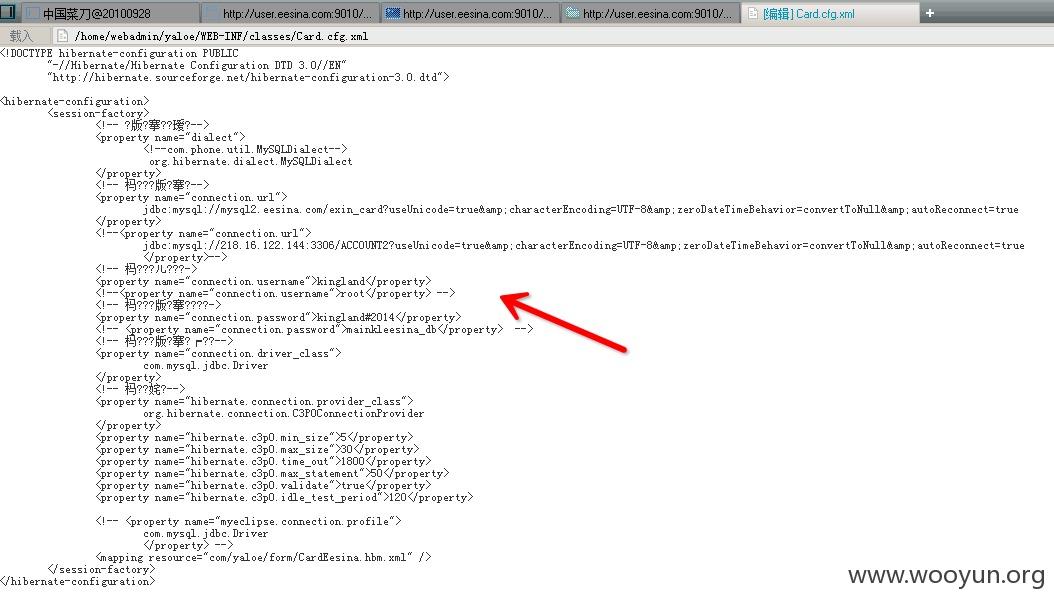 中国菜刀@20100928
http://user.eesina.com:9010/...
http://user.eesina.com:9010/...
http://user.eesina.com:9010/...
[编辑] Card.cfg.xml
载入
/home/webadmin/yaloe/WEB-INF/classes/Card.cfg.xml
<!DOCTYPE hibernate-configuration PUBLIC
"-//Hibernate/Hibernate Configuration DTD 3.0//EN"
"http://hibernate.sourceforge.net/hibernate-configuration-3.0.dtd">
<hibernate-configuration>
<session-factory>
<!-- ?版?搴??瑷?-->
<property name="dialect">
<!--com.phone.util.MySQLDialect-->
org.hibernate.dialect.MySQLDialect
</property>
<!-- 杩???版?搴?-->
<property name="connection.url">
jdbc:mysql://mysql2.eesina.com/exin_card?useUnicode=true&amp;characterEncoding=UTF-8&amp;zeroDateTimeBehavior=convertToNull&amp;autoReconnect=true
</property>
<!--<property name="connection.url">
jdbc:mysql://218.16.122.144:3306/ACCOUNT2?useUnicode=true&amp;characterEncoding=UTF-8&amp;zeroDateTimeBehavior=convertToNull&amp;autoReconnect=true
</property>-->
<!-- 杩???ㄦ???->
<property name="connection.username">kingland</property>
<!--<property name="connection.username">root</property> -->
<!-- 杩???版?搴????->
<property name="connection.password">kingland#2014</property>
<!-- <property name="connection.password">mainkleesina_db</property>  -->
<!-- 杩???版?搴?┍??-->
<property name="connection.driver_class">
com.mysql.jdbc.Driver
</property>
<!-- 杩??姹?-->
<property name="hibernate.connection.provider_class">
org.hibernate.connection.C3P0ConnectionProvider
</property>
<property name="hibernate.c3p0.min_size">5</property>
<property name="hibernate.c3p0.max_size">30</property>
<property name="hibernate.c3p0.time_out">1800</property>
<property name="hibernate.c3p0.max_statement">50</property>
<property name="hibernate.c3p0.validate">true</property>
<property name="hibernate.c3p0.idle_test_period">120</property>
<!-- <property name="myeclipse.connection.profile">
com.mysql.jdbc.Driver
</property> -->
<mapping resource="com/yaloe/form/CardEesina.hbm.xml" />
</session-factory>
</hibernate-configuration>
www.wooyun.org